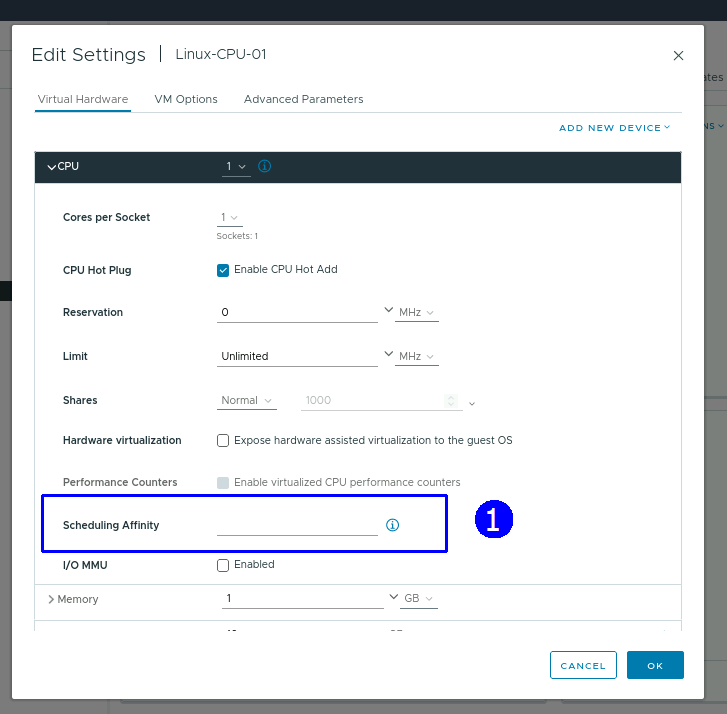 Edit Settings | Linux-CPU-01
Virtual Hardware VM Options Advanced Parameters
ADD NEW DEVICE
CPU 1
Cores per Socket 1
Sockets: 1
CPU Hot Plug Enable CPU Hot Add
Reservation 0 MHz
Limit Unlimited MHz
Shares Normal 1000
Hardware virtualization Expose hardware assisted virtualization to the guest OS
Performance Counters Enable virtualized CPU performance counters
Scheduling Affinity 1
I/O MMU Enabled
Memory 1 GB
CANCEL OK